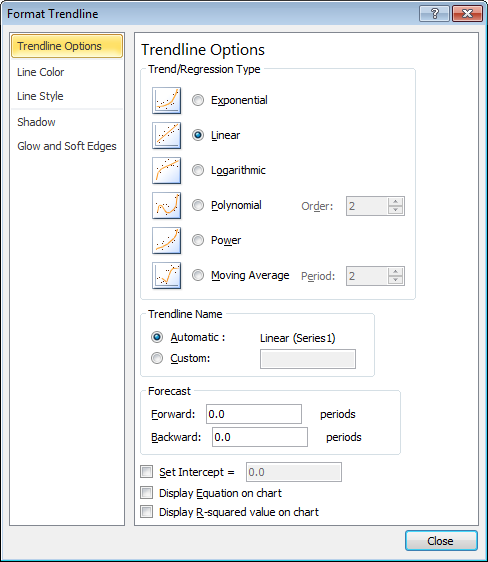 Format Trendline
Trendline Options
Line Color
Line Style
Shadow
Glow and Soft Edges
Trendline Options
Trend/Regression Type
Exponential
Linear
Logarithmic
Polynomial Order: 2
Power
Moving Average Period: 2
Trendline Name
Automatic : Linear (Series1)
Custom:
Forecast
Forward: 0.0 periods
Backward: 0.0 periods
Set Intercept = 0.0
Display Equation on chart
Display R-squared value on chart
Close